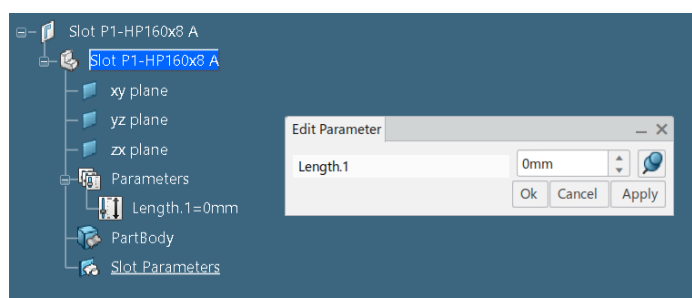 Slot P1-HP160x8 A
Slot P1-HP160x8 A
xy plane
yz plane
zx plane
Parameters
Length.1=0mm
PartBody
Slot Parameters
Edit Parameter
Length.1
0mm
Ok Cancel Apply